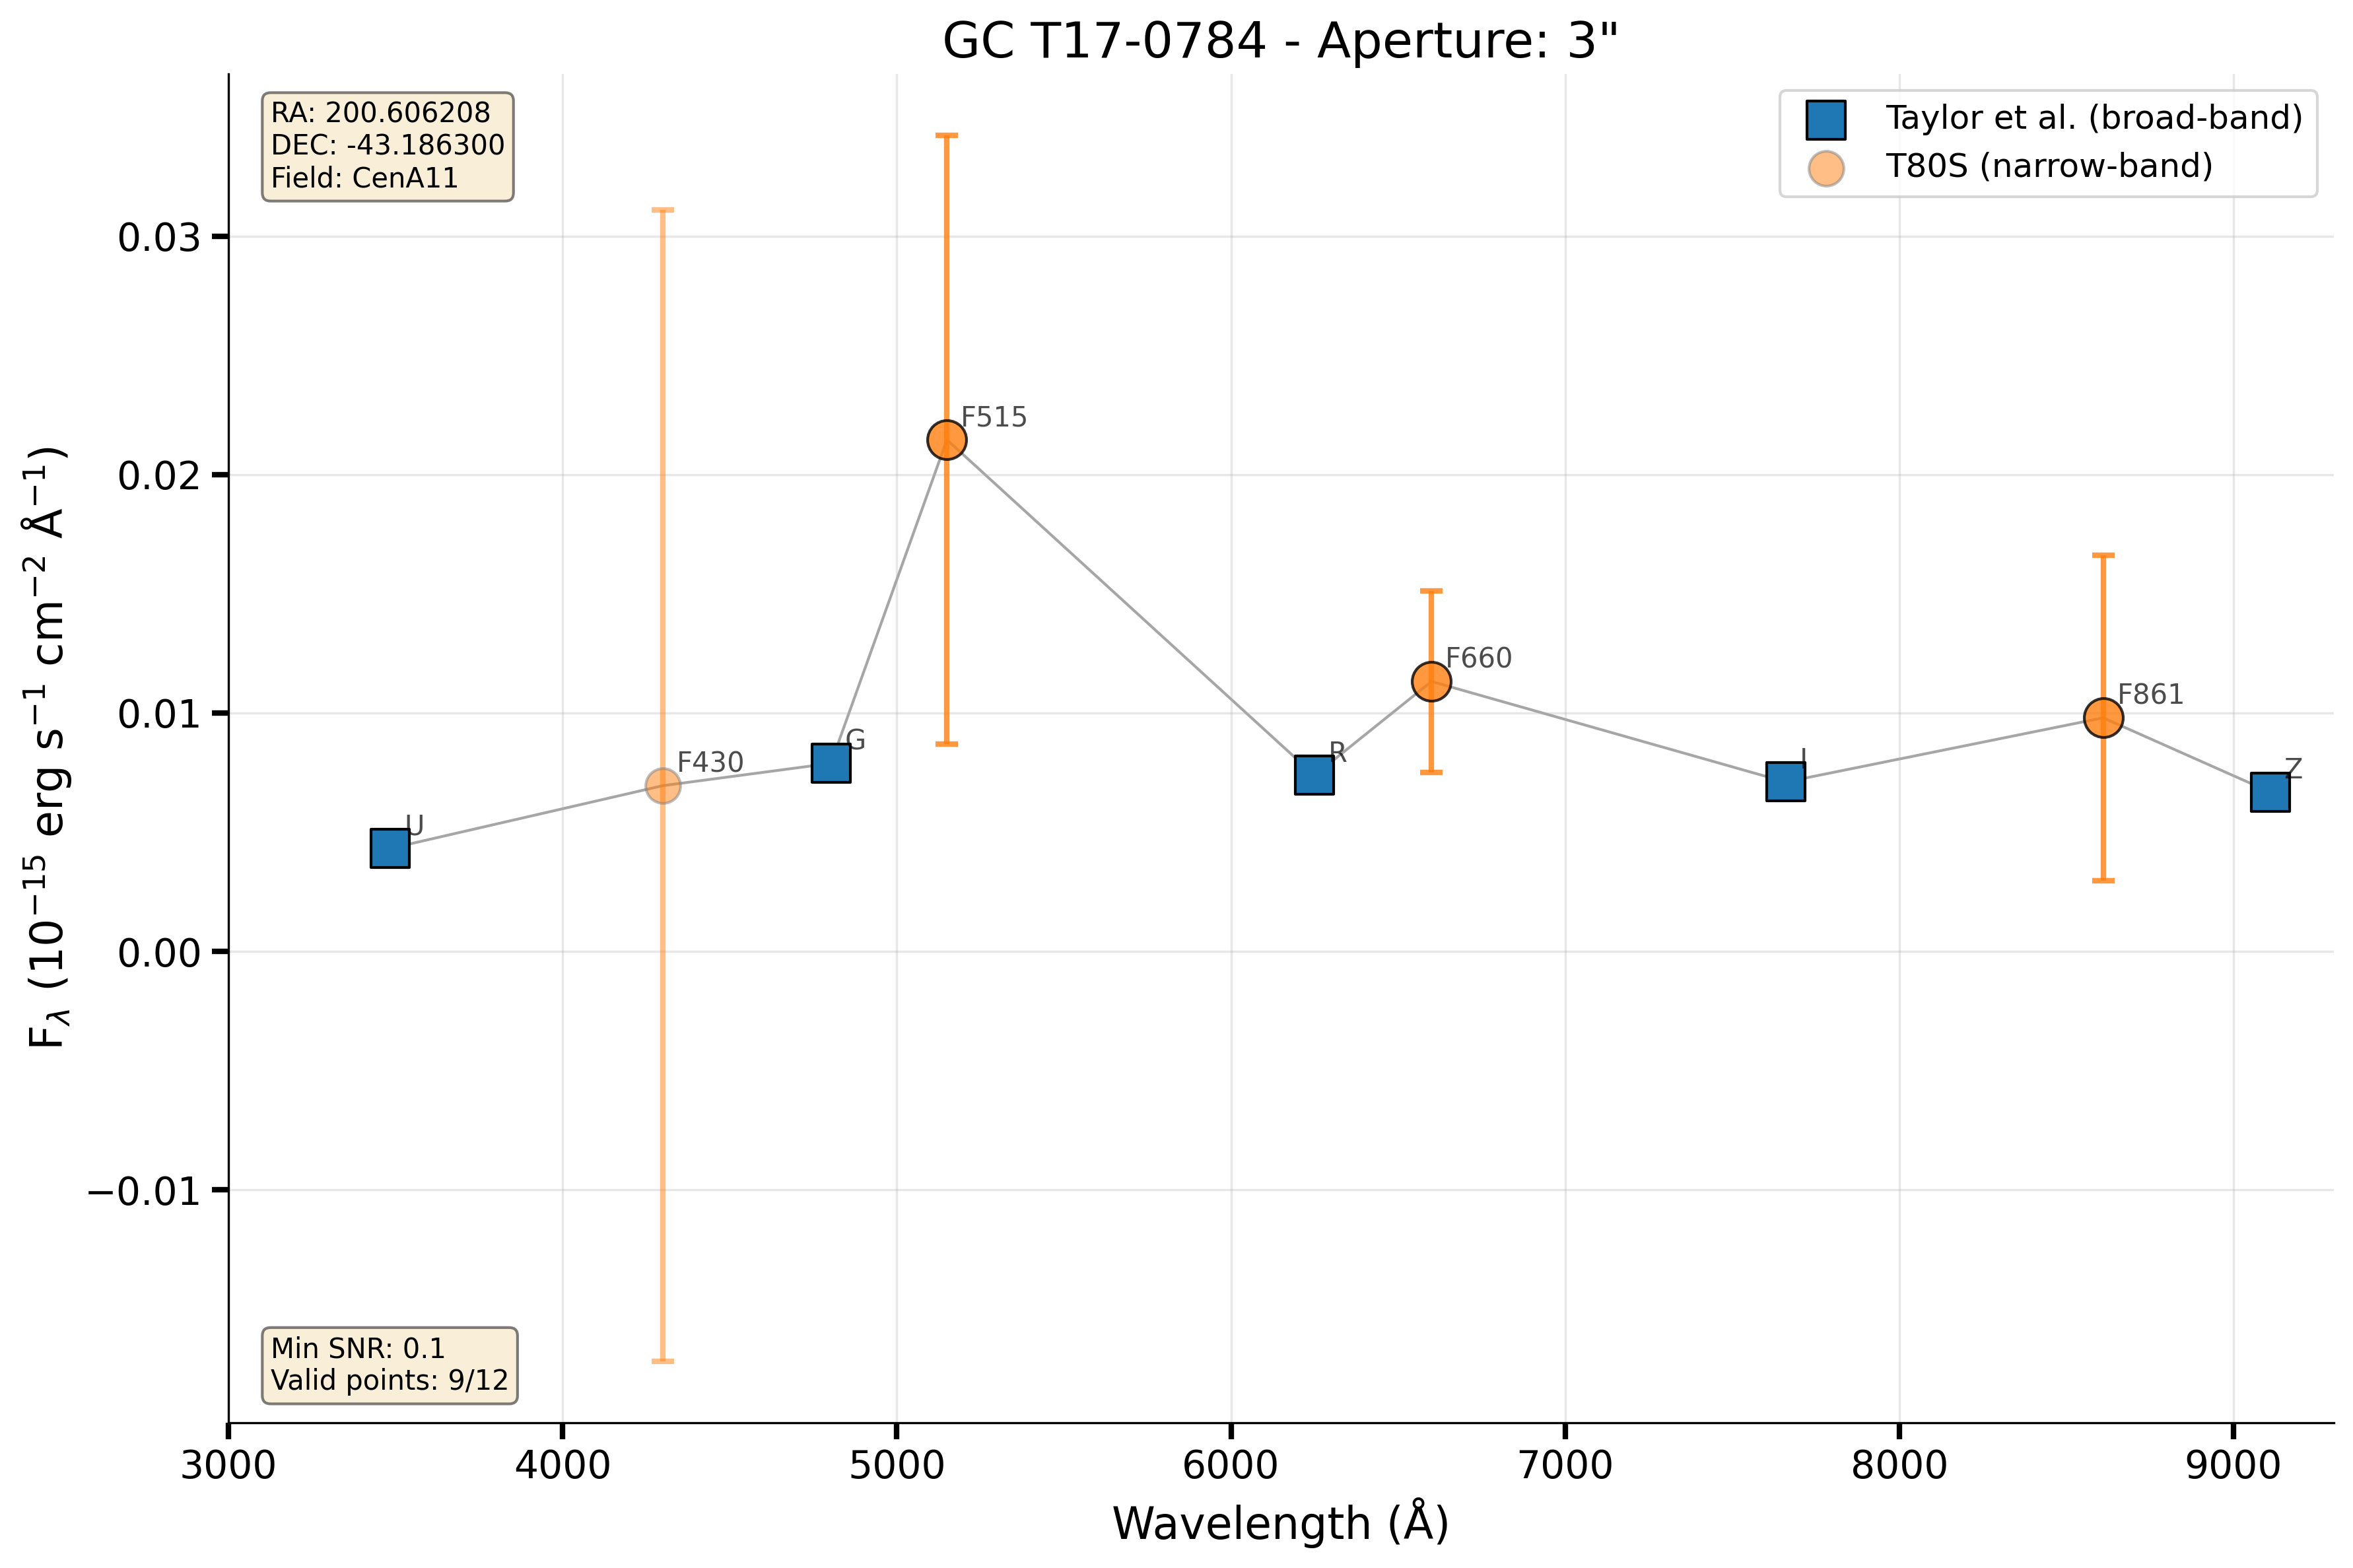 GC T17-0784 - Aperture: 3"
RA: 200.606208
DEC: -43.186300
Field: CenA11
Taylor et al. (broad-band)
T80S (narrow-band)
0.03
0.02
0.01
0.00
−0.01
F515
F660
F861
G
R
I
Z
F430
U
F_λ (10⁻¹⁵ erg s⁻¹ cm⁻² Å⁻¹)
Min SNR: 0.1
Valid points: 9/12
3000 4000 5000 6000 7000 8000 9000
Wavelength (Å)